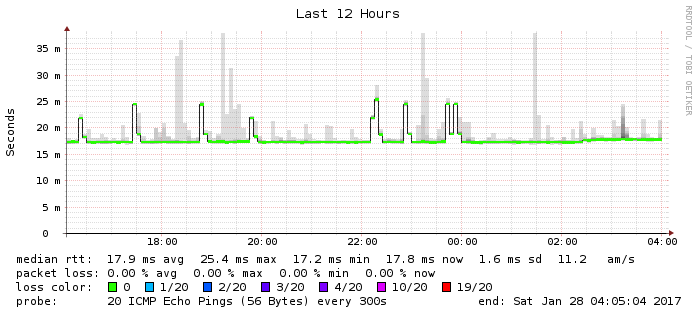 Last 12 Hours
RRDTOOL / TOBI OETIKER
Seconds
35 m
30 m
25 m
20 m
15 m
10 m
5 m
0
18:00 20:00 22:00 00:00 02:00 04:00
median rtt: 17.9 ms avg 25.4 ms max 17.2 ms min 17.8 ms now 1.6 ms sd 11.2 am/s
packet loss: 0.00 % avg 0.00 % max 0.00 % min 0.00 % now
loss color: 0 1/20 2/20 3/20 4/20 10/20 19/20
probe: 20 ICMP Echo Pings (56 Bytes) every 300s end: Sat Jan 28 04:05:04 2017